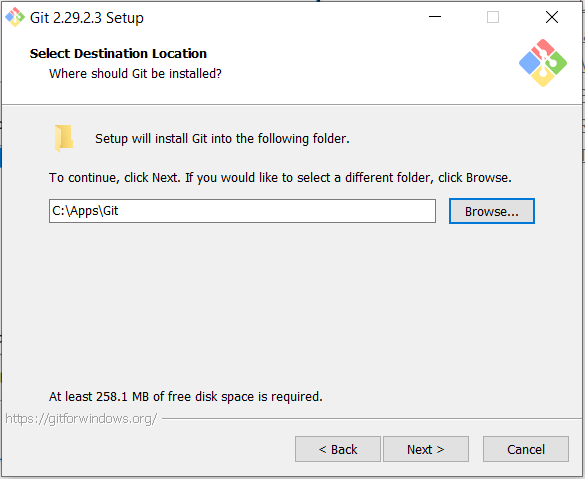 Git 2.29.2.3 Setup
Select Destination Location
Where should Git be installed?
Setup will install Git into the following folder.
To continue, click Next. If you would like to select a different folder, click Browse.
C:\Apps\Git
Browse...
At least 258.1 MB of free disk space is required.
https://gitforwindows.org/
< Back
Next >
Cancel